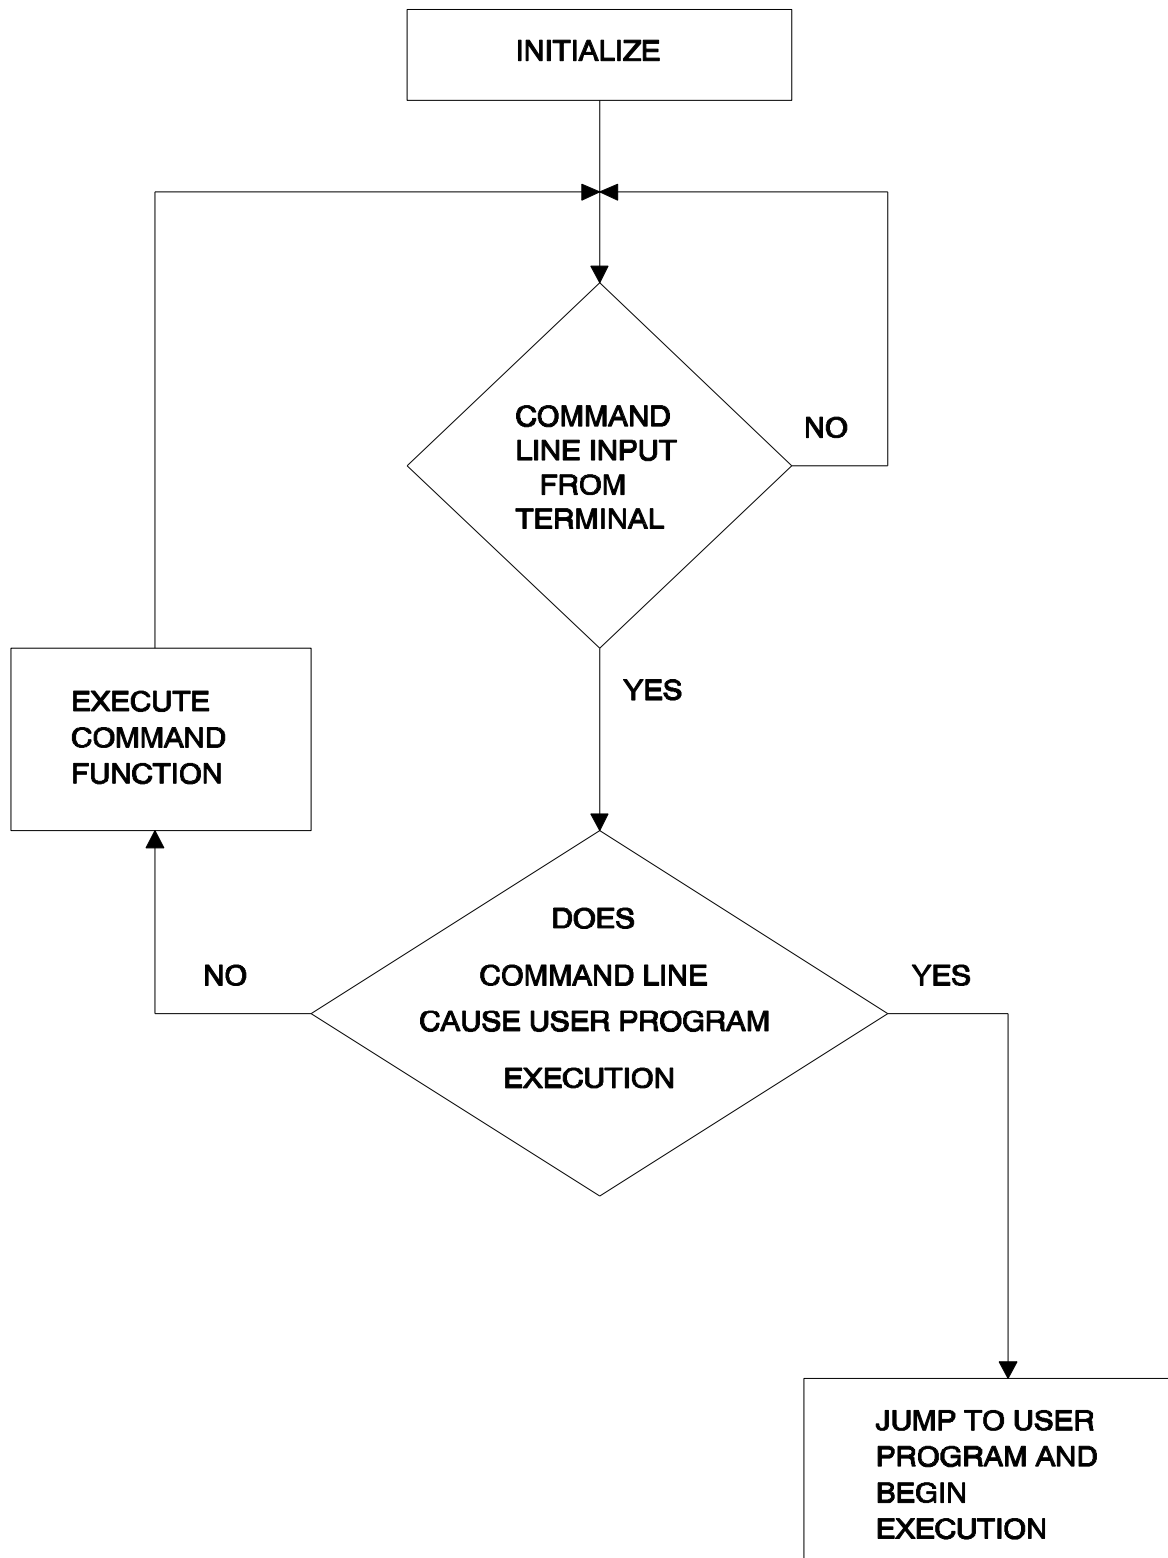 INITIALIZE
COMMAND
LINE INPUT
FROM
TERMINAL
NO
YES
EXECUTE
COMMAND
FUNCTION
DOES
COMMAND LINE
CAUSE USER PROGRAM
EXECUTION
NO
YES
JUMP TO USER
PROGRAM AND
BEGIN
EXECUTION